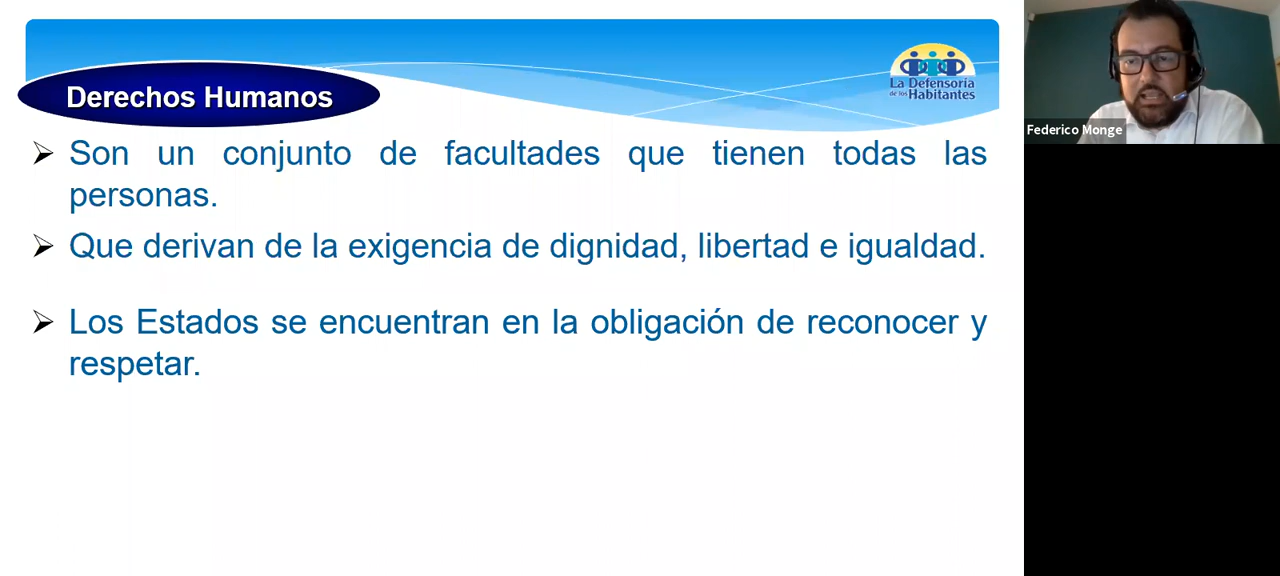 Derechos Humanos
La Defensoría
de los Habitantes
Son un conjunto de facultades que tienen todas las
personas.
Que derivan de la exigencia de dignidad, libertad e igualdad.
Los Estados se encuentran en la obligación de reconocer y
respetar.
Federico Monge